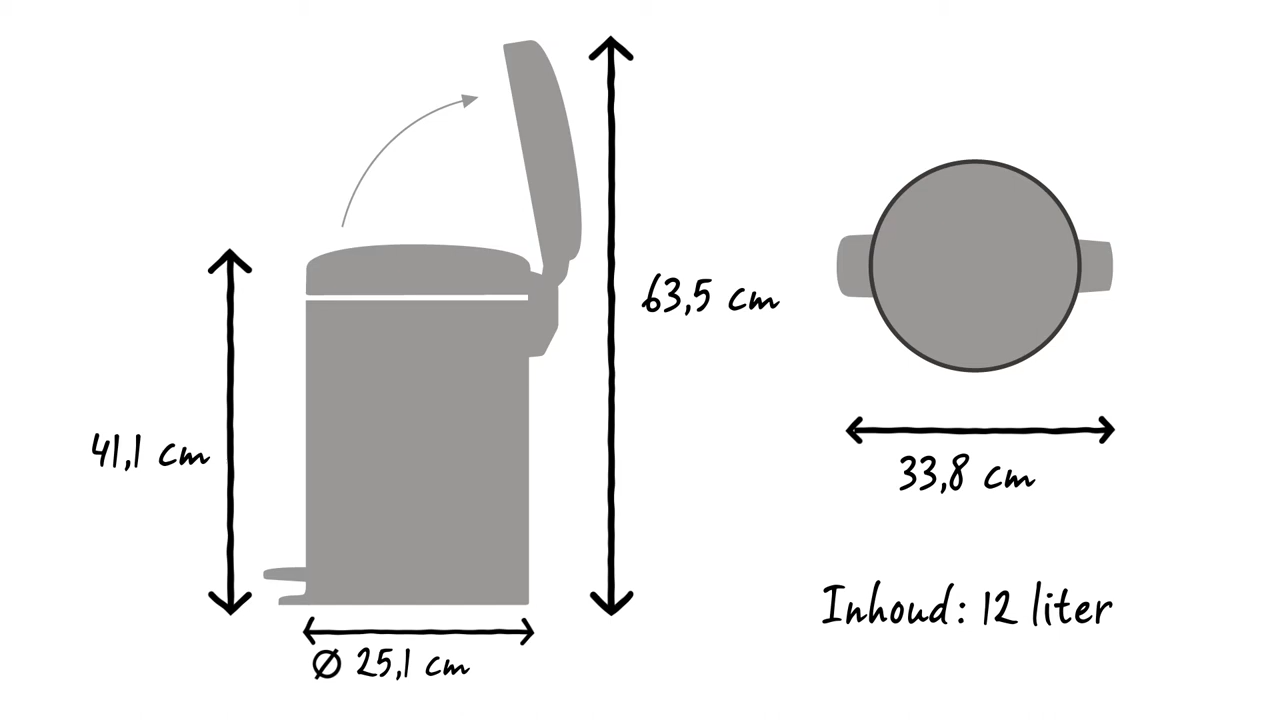 63,5 cm
41,1 cm
33,8 cm
Inhoud: 12 liter
Ø 25,1 cm